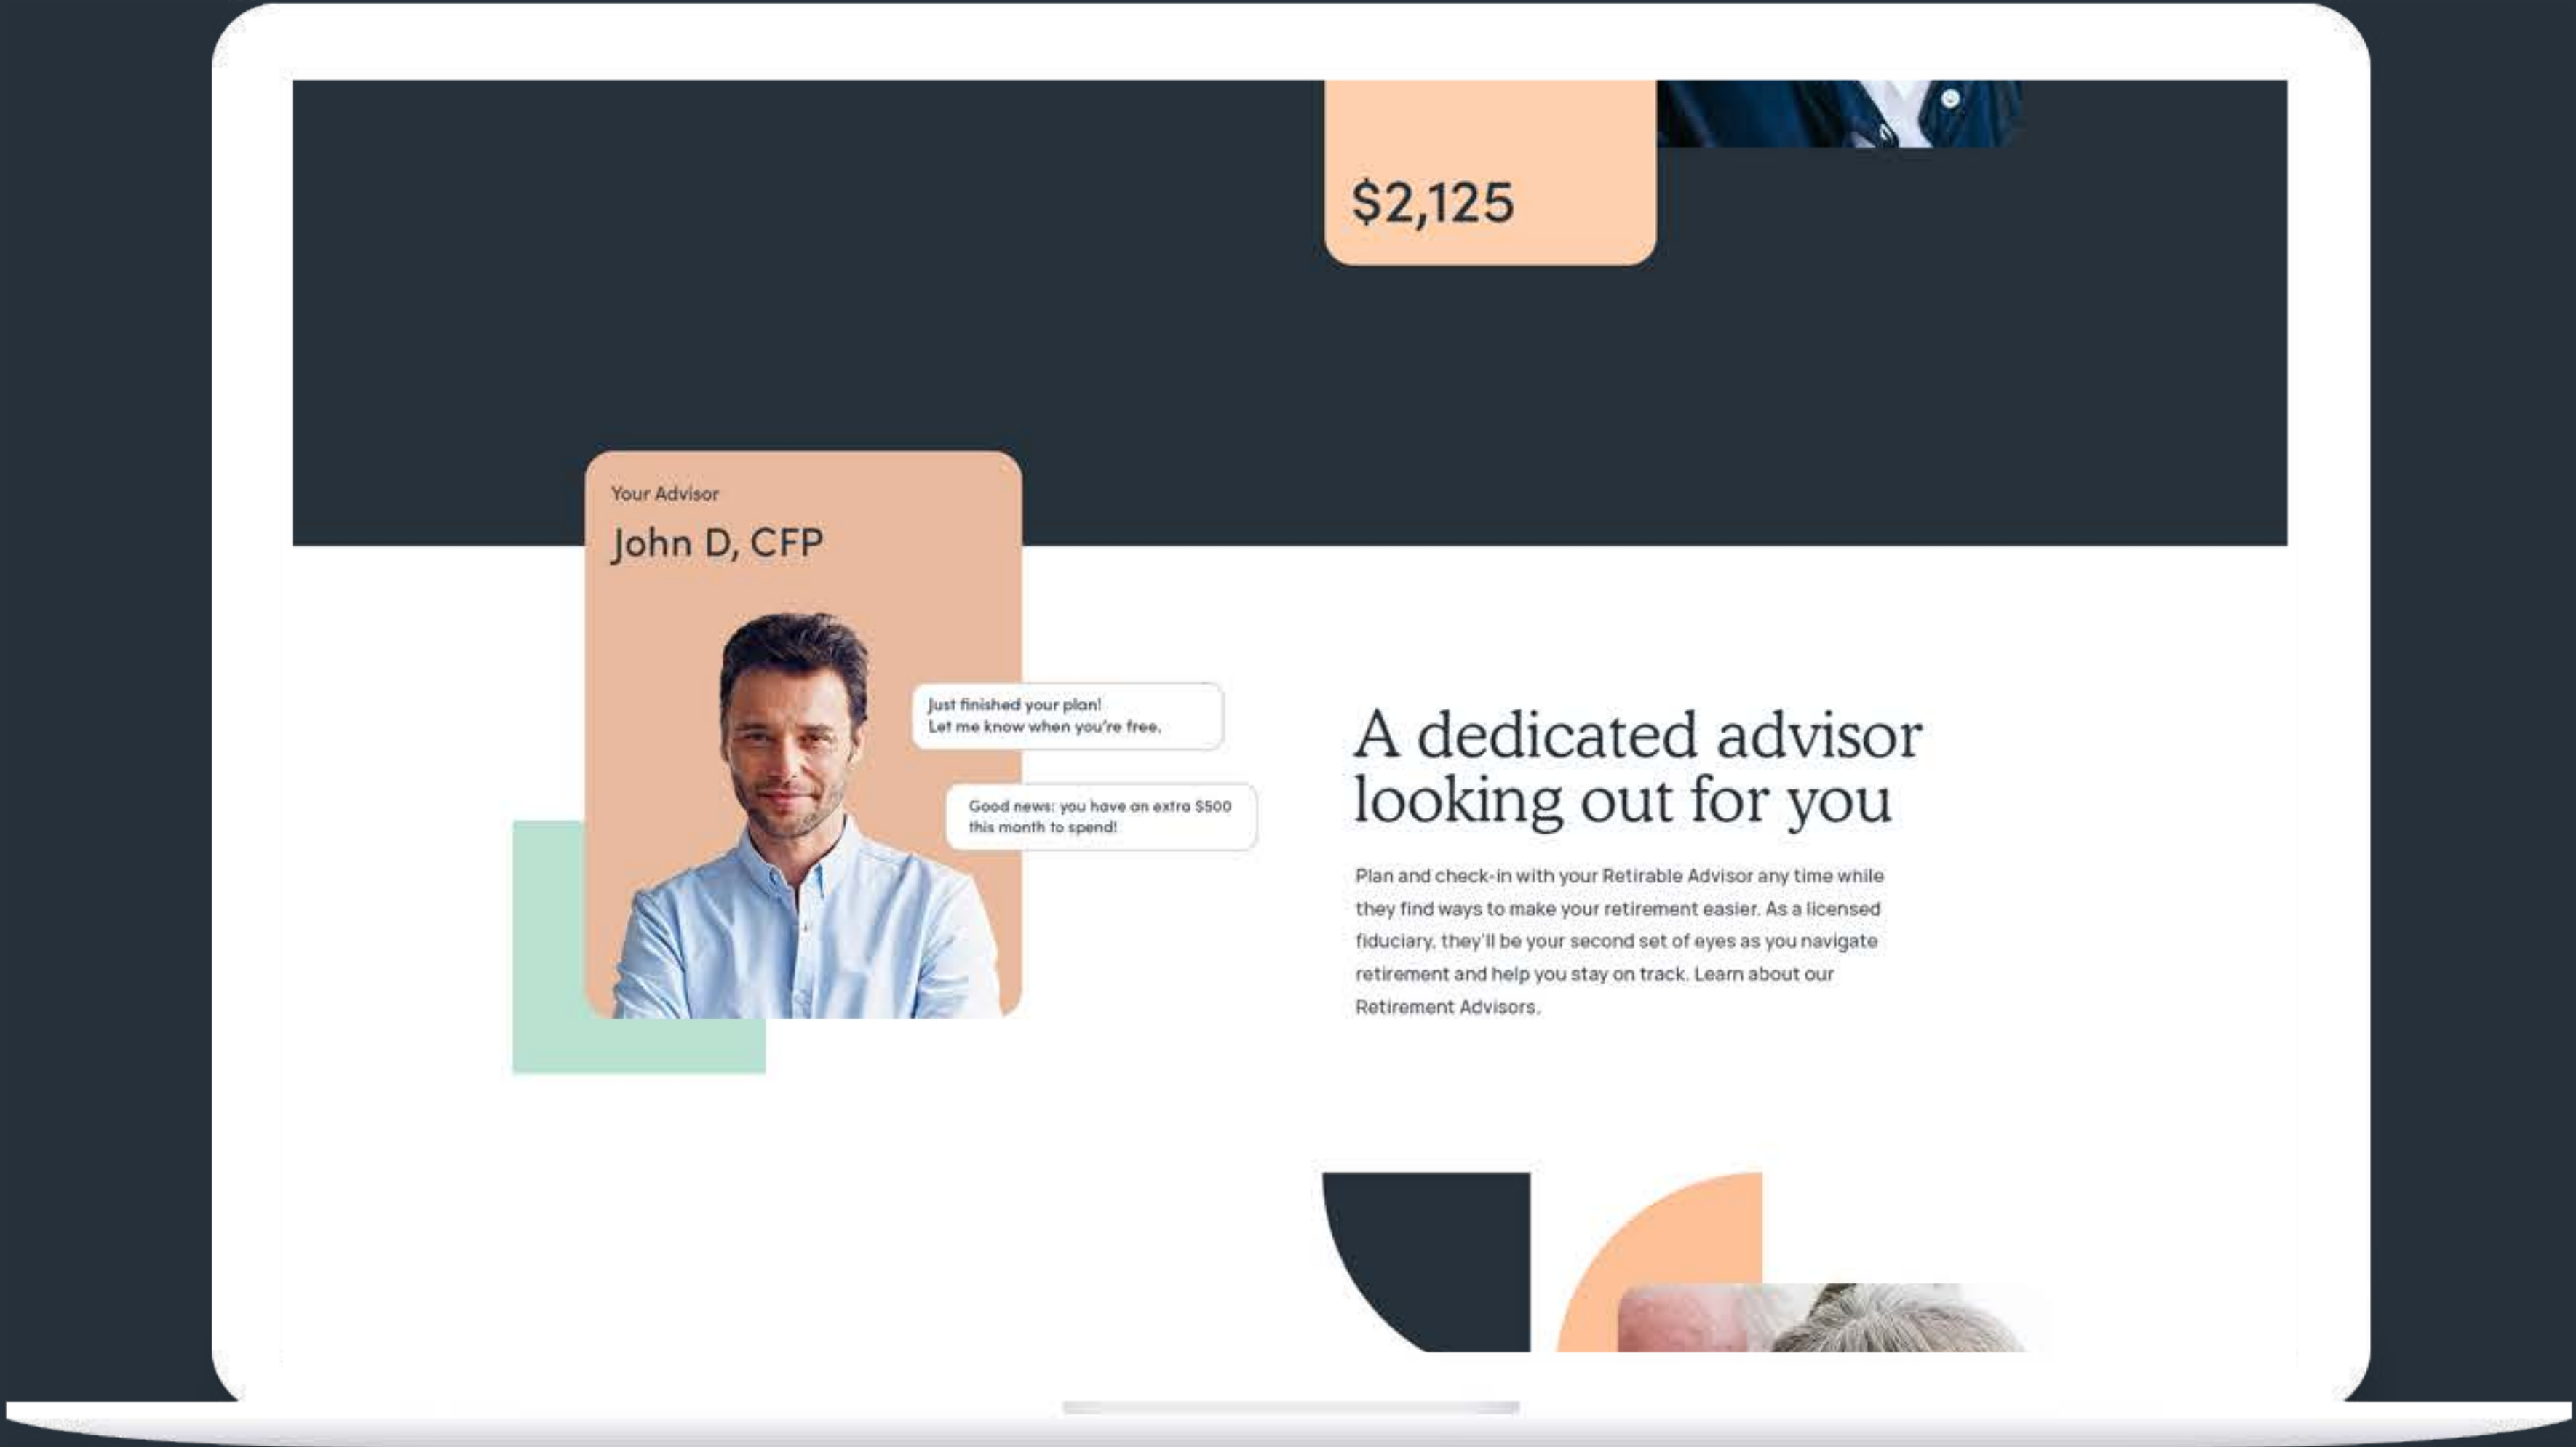 $2,125
Your Advisor
John D, CFP
Just finished your plan!
Let me know when you're free.
Good news: you have an extra $500
this month to spend!
A dedicated advisor
looking out for you
Plan and check-in with your Retirable Advisor any time while
they find ways to make your retirement easier. As a licensed
fiduciary, they'll be your second set of eyes as you navigate
retirement and help you stay on track. Learn about our
Retirement Advisors.